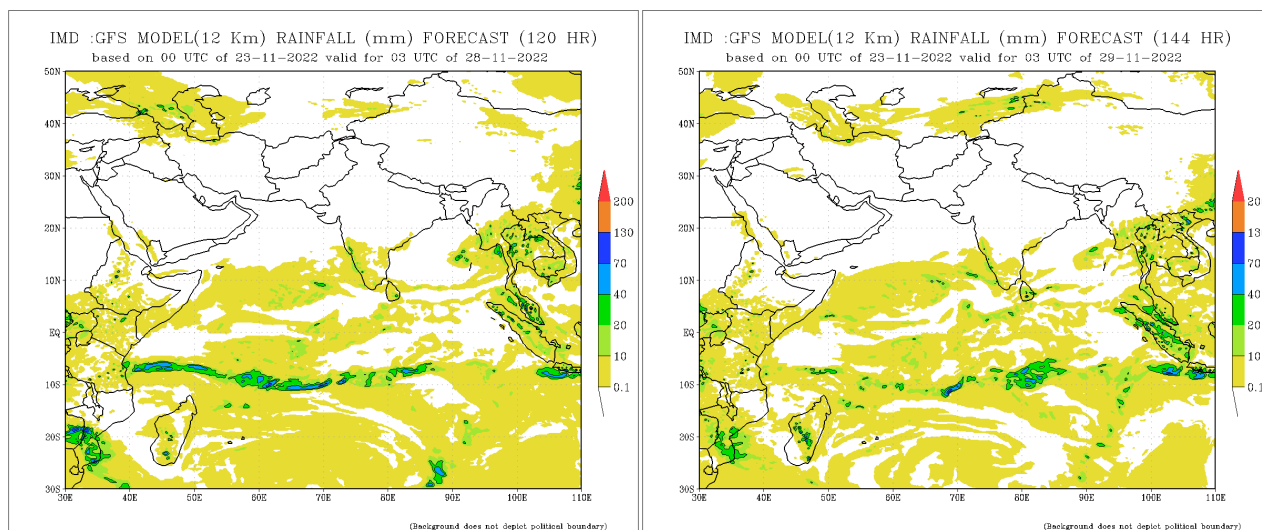 IMD :GFS MODEL(12 Km) RAINFALL (mm) FORECAST (120 HR)
based on 00 UTC of 23-11-2022 valid for 03 UTC of 28-11-2022
50N
40N
30N
20N
10N
EQ
10S
20S
30S
30E 40E 50E 60E 70E 80E 90E 100E 110E
200
130
70
40
20
10
0.1
(Background does not depict political boundary)
IMD :GFS MODEL(12 Km) RAINFALL (mm) FORECAST (144 HR)
based on 00 UTC of 23-11-2022 valid for 03 UTC of 29-11-2022
50N
40N
30N
20N
10N
EQ
10S
20S
30S
30E 40E 50E 60E 70E 80E 90E 100E 110E
20
13
70
40
20
10
0.1
(Background does not depict political boundary)